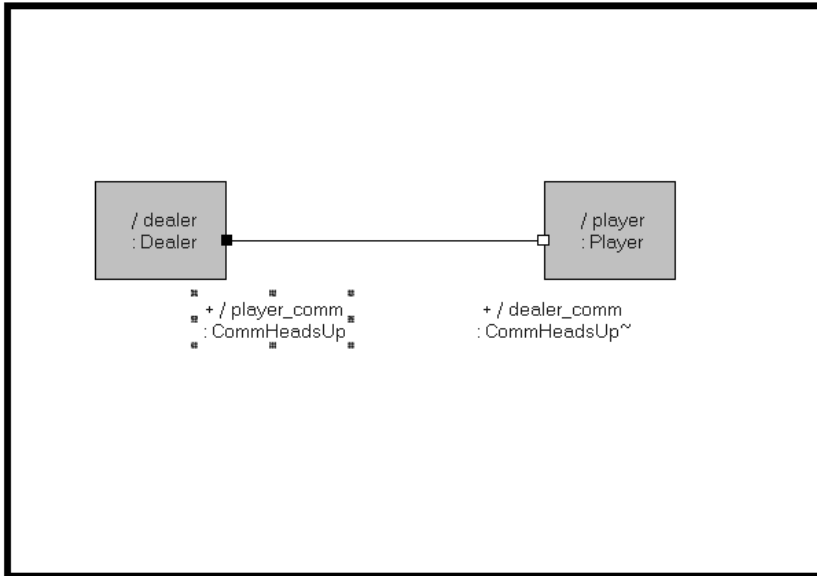 / dealer
: Dealer
/ player
: Player
+ / player_comm
: CommHeadsUp
+ / dealer_comm
: CommHeadsUp~